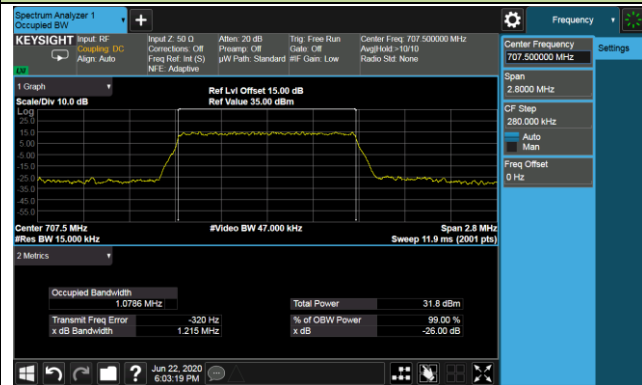 Spectrum Analyzer 1
Occupied BW
Frequency
KEYSIGHT Input: RF Input Z: 50 Ω Atten: 20 dB Trig: Free Run Center Freq: 707.500000 MHz
Coupling: DC Corrections: Off Preamp: Off Gate: Off Avg|Hold:>10/10
Align: Auto Freq Ref: Int (S) µW Path: Standard #IF Gain: Low Radio Std: None
NFE: Adaptive
Center Frequency
707.500000 MHz
Settings
Span
2.8000 MHz
CF Step
280.000 kHz
Auto
Man
Freq Offset
0 Hz
1 Graph
Ref Lvl Offset 15.00 dB
Scale/Div 10.0 dB Ref Value 35.00 dBm
Log
25.0
15.0
5.00
-5.00
-15.0
-25.0
-35.0
-45.0
-55.0
Center 707.5 MHz #Video BW 47.000 kHz Span 2.8 MHz
#Res BW 15.000 kHz Sweep 11.9 ms (2001 pts)
2 Metrics
Occupied Bandwidth
1.0786 MHz Total Power 31.8 dBm
Transmit Freq Error -320 Hz % of OBW Power 99.00 %
x dB Bandwidth 1.215 MHz x dB -26.00 dB
Jun 22, 2020
6:03:19 PM